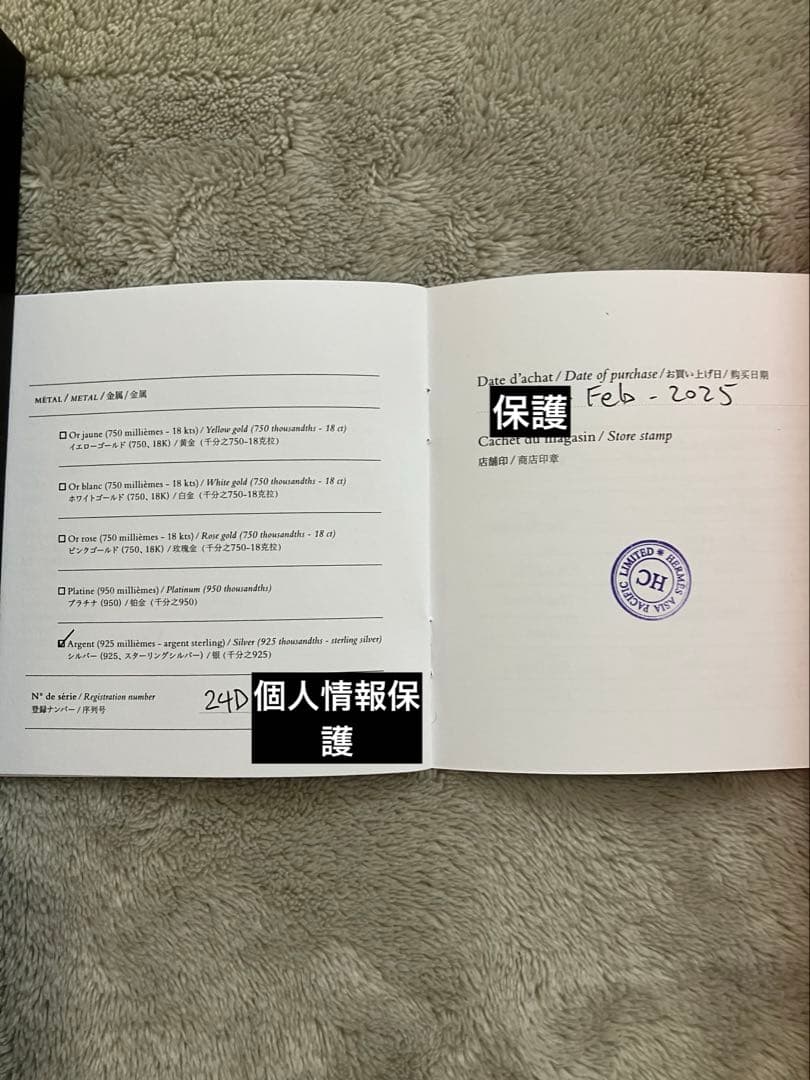 MÉTAL / METAL / 金属 / 金属
Or jaune (750 millièmes – 18 kts) / Yellow gold (750 thousandths - 18 ct)
イエローゴールド (750、18K) / 黄金（千分之750-18克拉）
Or blanc (750 millièmes – 18 kts) / White gold (750 thousandths - 18 ct)
ホワイトゴールド (750、18K) / 白金（千分之750-18克拉）
Or rose (750 millièmes – 18 kts) / Rose gold (750 thousandths - 18 ct)
ピンクゴールド (750、18K) / 玫瑰金（千分之750-18克拉）
Platine (950 millièmes) / Platinum (950 thousandths)
プラチナ (950) / 铂金（千分之950）
Argent (925 millièmes – argent sterling) / Silver (925 thousandths - sterling silver)
シルバー (925、スターリングシルバー) / 银（千分之925）
N° de série / Registration number
登録ナンバー / 序列号
24D
個人情報保
護
Date d'achat / Date of purchase / お買い上げ日 / 购买日期
保護 Feb - 2025
Cachet du magasin / Store stamp
店舗印 / 商店印章
HERMES ASIA PACIFIC LIMITED
HC